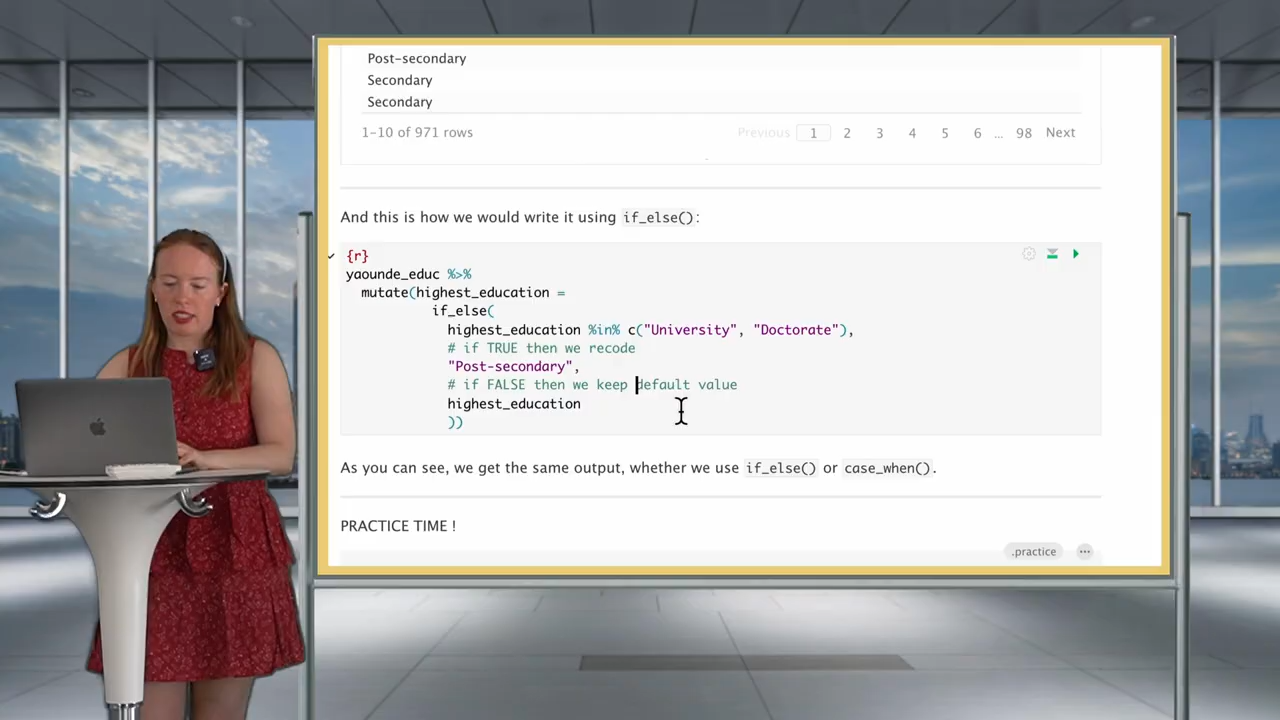 Post-secondary
Secondary
Secondary
1-10 of 971 rows Previous 1 2 3 4 5 6 ... 98 Next
And this is how we would write it using if_else():
{r}
yaounde_educ %>%
mutate(highest_education =
if_else(
highest_education %in% c("University", "Doctorate"),
# if TRUE then we recode
"Post-secondary",
# if FALSE then we keep default value
highest_education
))
As you can see, we get the same output, whether we use if_else() or case_when().
PRACTICE TIME !
.practice